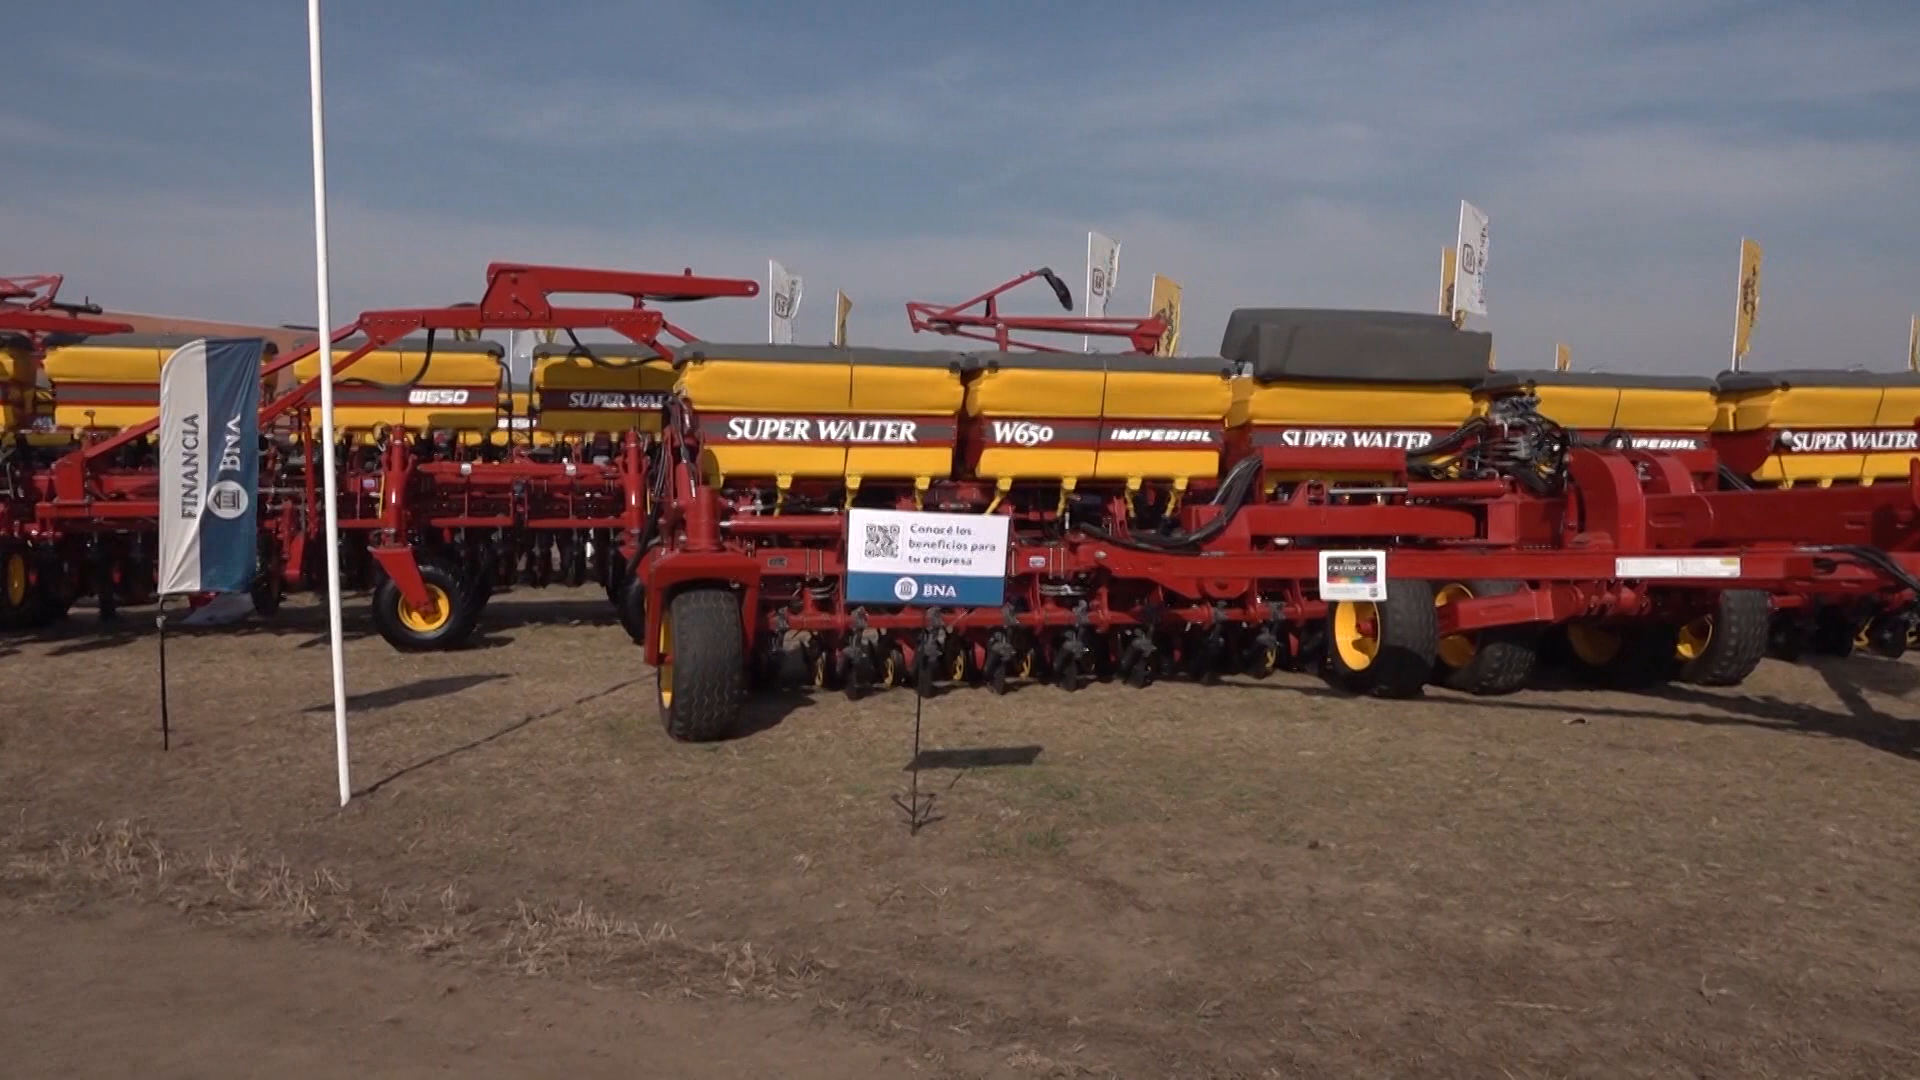 FINANCIA
BNA
W650
SUPER WALTER
SUPER WALTER
W650
IMPERIAL
SUPER WALTER
IMPERIAL
SUPER WALTER
Conocé los
beneficios para
tu empresa
BNA